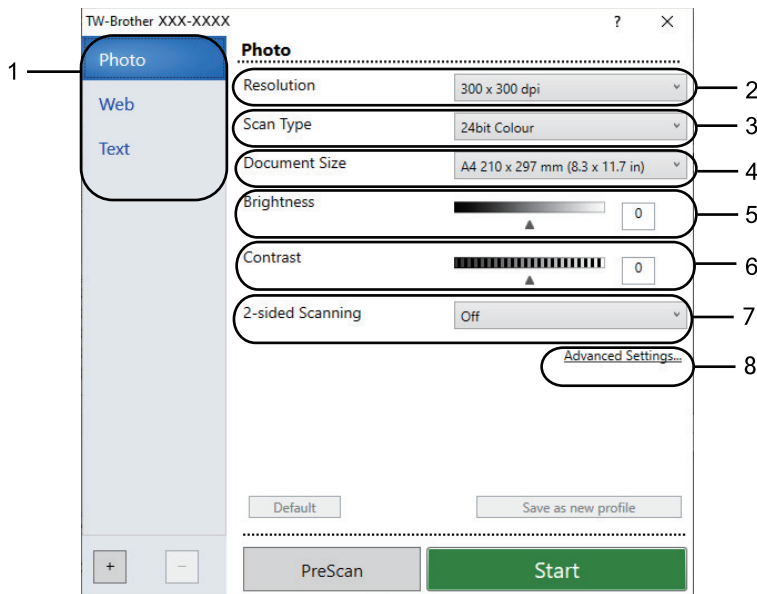 TW-Brother XXX-XXXX ? ×
1
Photo
Web
Text
Photo
Resolution 300 x 300 dpi 2
Scan Type 24bit Colour 3
Document Size A4 210 x 297 mm (8.3 x 11.7 in) 4
Brightness 0 5
Contrast 0 6
2-sided Scanning Off 7
Advanced Settings... 8
Default Save as new profile
+ − PreScan Start